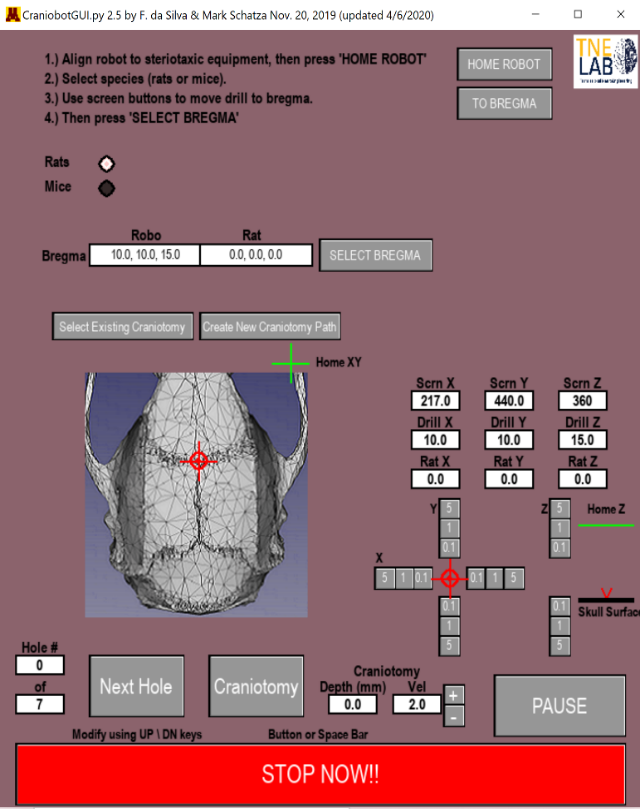 CraniobotGUI.py 2.5 by F. da Silva & Mark Schatza Nov. 20, 2019 (updated 4/6/2020)
1.) Align robot to steriotaxic equipment, then press 'HOME ROBOT'
2.) Select species (rats or mice).
3.) Use screen buttons to move drill to bregma.
4.) Then press 'SELECT BREGMA'
HOME ROBOT
TO BREGMA
TNE
LAB
Rats
Mice
Robo Rat
Bregma 10.0, 10.0, 15.0 0.0, 0.0, 0.0 SELECT BREGMA
Select Existing Craniotomy Create New Craniotomy Path
Home XY
Scrn X Scrn Y Scrn Z
217.0 440.0 360
Drill X Drill Y Drill Z
10.0 10.0 15.0
Rat X Rat Y Rat Z
0.0 0.0 0.0
Y 5 Z 5 Home Z
1 1
0.1 0.1
X
5 1 0.1 0.1 1 5
0.1 0.1
Skull Surface
1 1
5 5
Hole #
0
of
7
Next Hole
Craniotomy
Craniotomy
Depth (mm) Vel
0.0 2.0
+
-
PAUSE
Modify using UP \ DN keys Button or Space Bar
STOP NOW!!